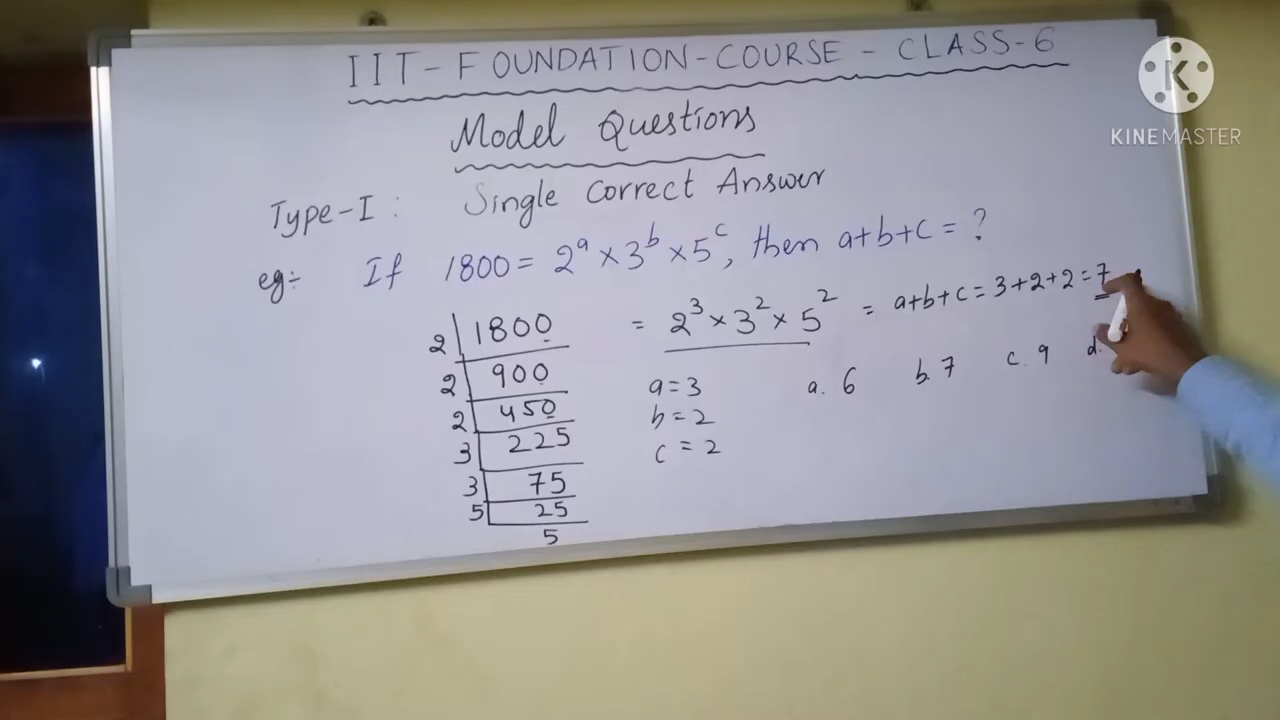 IIT-FOUNDATION-COURSE - CLASS-6
KINEMASTER
Model Questions
Type-I : Single Correct Answer
eg:- If 1800 = 2^a × 3^b × 5^c, then a+b+c = ?
2 | 1800 = 2^3 × 3^2 × 5^2 = a+b+c = 3+2+2 = 7
2 | 900 a = 3 a. 6 b. 7 c. 9 d.
2 | 450 b = 2
3 | 225 c = 2
3 | 75
5 | 25
5